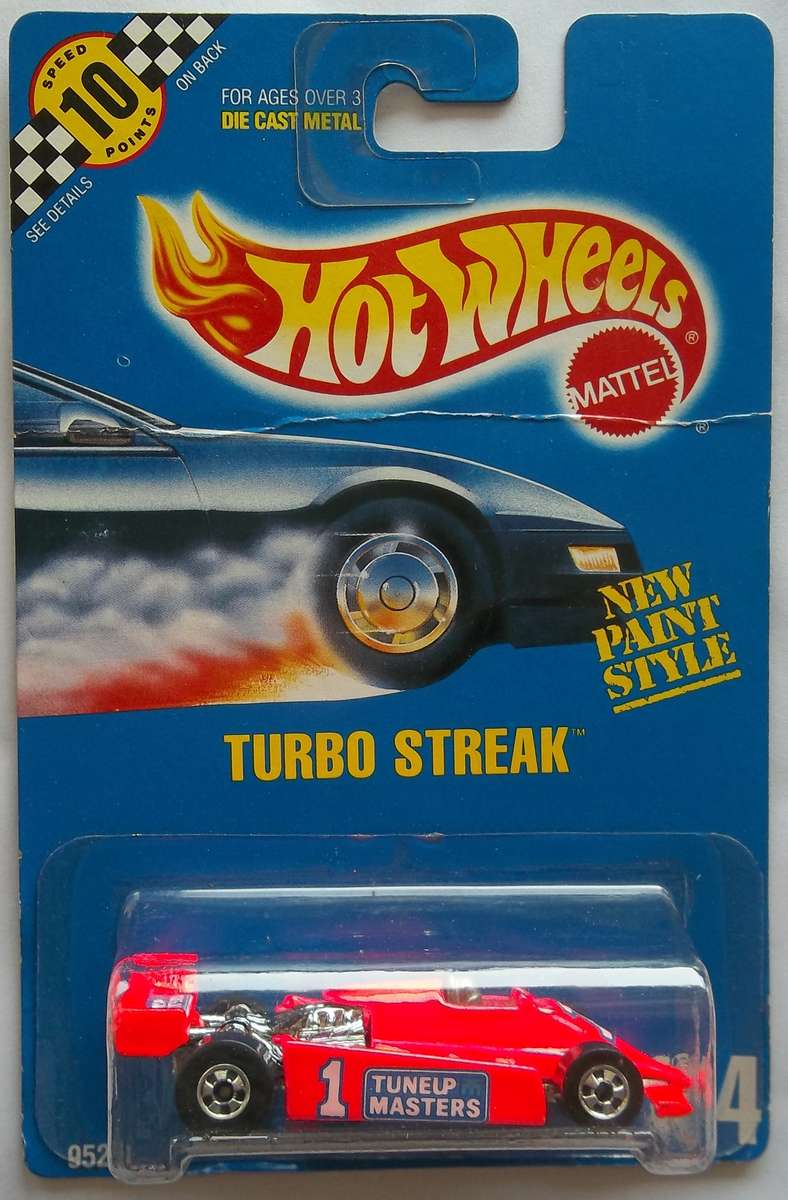 SPEED
10
POINTS
ON BACK
SEE DETAILS
FOR AGES OVER 3
DIE CAST METAL
HOT WHEELS®
MATTEL
®
NEW
PAINT
STYLE
TURBO STREAK™
1
TUNEUP
MASTERS
4